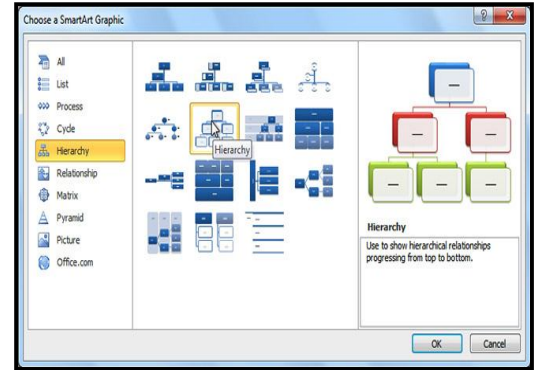 Choose a SmartArt Graphic
All
List
Process
Cycle
Hierarchy
Relationship
Matrix
Pyramid
Picture
Office.com
Hierarchy
Hierarchy
Use to show hierarchical relationships
progressing from top to bottom.
OK
Cancel